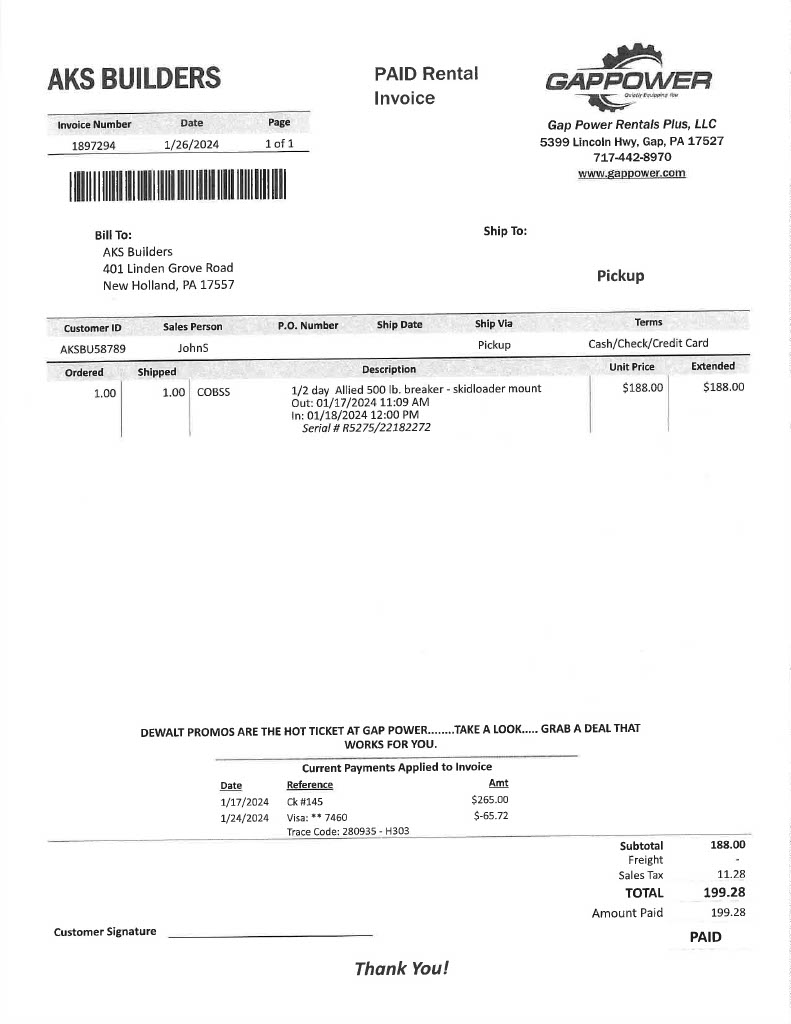 AKS BUILDERS
PAID Rental
Invoice
GAPPOWER
Quietly Equipping You
Gap Power Rentals Plus, LLC
5399 Lincoln Hwy, Gap, PA 17527
717-442-8970
www.gappower.com
Invoice Number Date Page
1897294 1/26/2024 1 of 1
Bill To:
AKS Builders
401 Linden Grove Road
New Holland, PA 17557
Ship To:
Pickup
Customer ID Sales Person P.O. Number Ship Date Ship Via Terms
AKSBU58789 JohnS Pickup Cash/Check/Credit Card
Ordered Shipped Description Unit Price Extended
1.00 1.00 COBSS 1/2 day Allied 500 lb. breaker - skidloader mount $188.00 $188.00
Out: 01/17/2024 11:09 AM
In: 01/18/2024 12:00 PM
Serial # R5275/22182272
DEWALT PROMOS ARE THE HOT TICKET AT GAP POWER........TAKE A LOOK..... GRAB A DEAL THAT
WORKS FOR YOU.
Current Payments Applied to Invoice
Date Reference Amt
1/17/2024 Ck #145 $265.00
1/24/2024 Visa: ** 7460 $-65.72
Trace Code: 280935 - H303
Subtotal 188.00
Freight -
Sales Tax 11.28
TOTAL 199.28
Amount Paid 199.28
Customer Signature
PAID
Thank You!